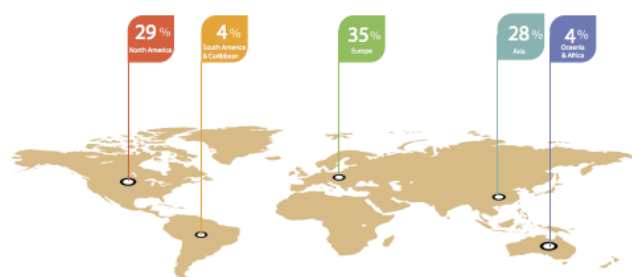 29 %
North America
4 %
South America
& Caribbean
35 %
Europe
28 %
Asia
4 %
Oceania
& Africa